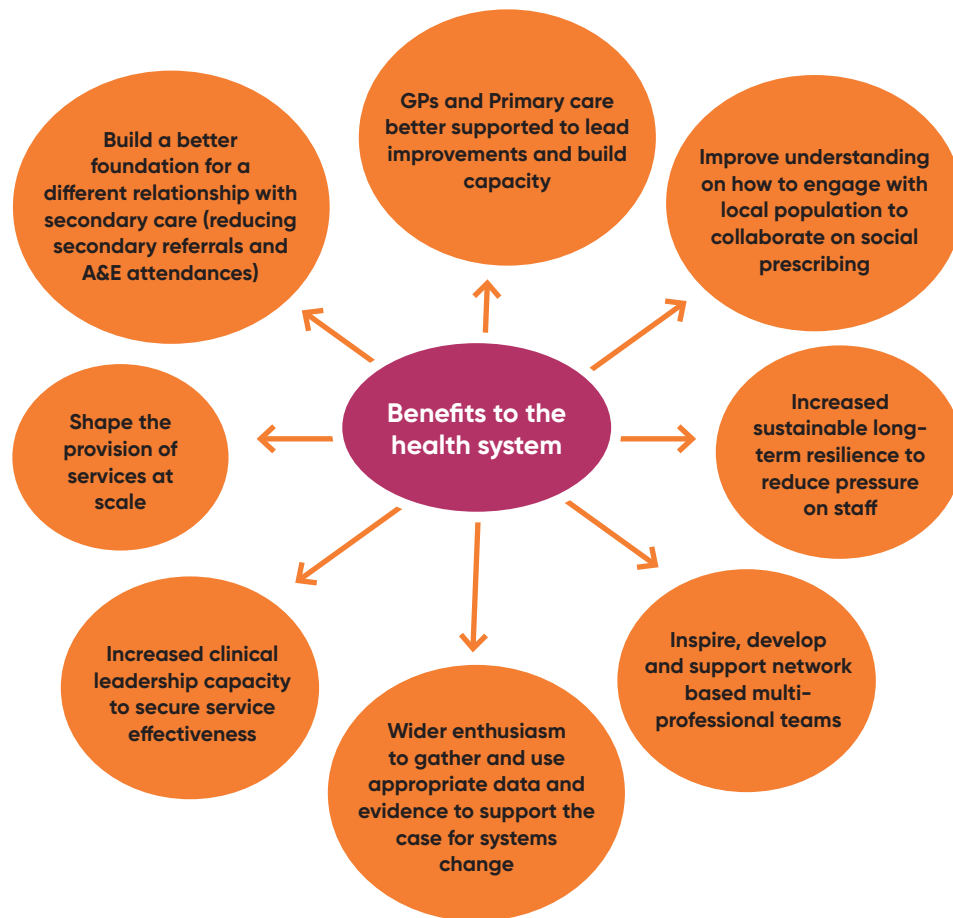 GPs and Primary care
better supported to lead
improvements and build
capacity
Build a better
foundation for a
different relationship with
secondary care (reducing
secondary referrals and
A&E attendances)
Improve understanding
on how to engage with
local population to
collaborate on social
prescribing
Benefits to the
health system
Shape the
provision of
services at
scale
Increased
sustainable long-
term resilience to
reduce pressure
on staff
Increased clinical
leadership capacity
to secure service
effectiveness
Inspire, develop
and support network
based multi-
professional teams
Wider enthusiasm
to gather and use
appropriate data and
evidence to support the
case for systems
change